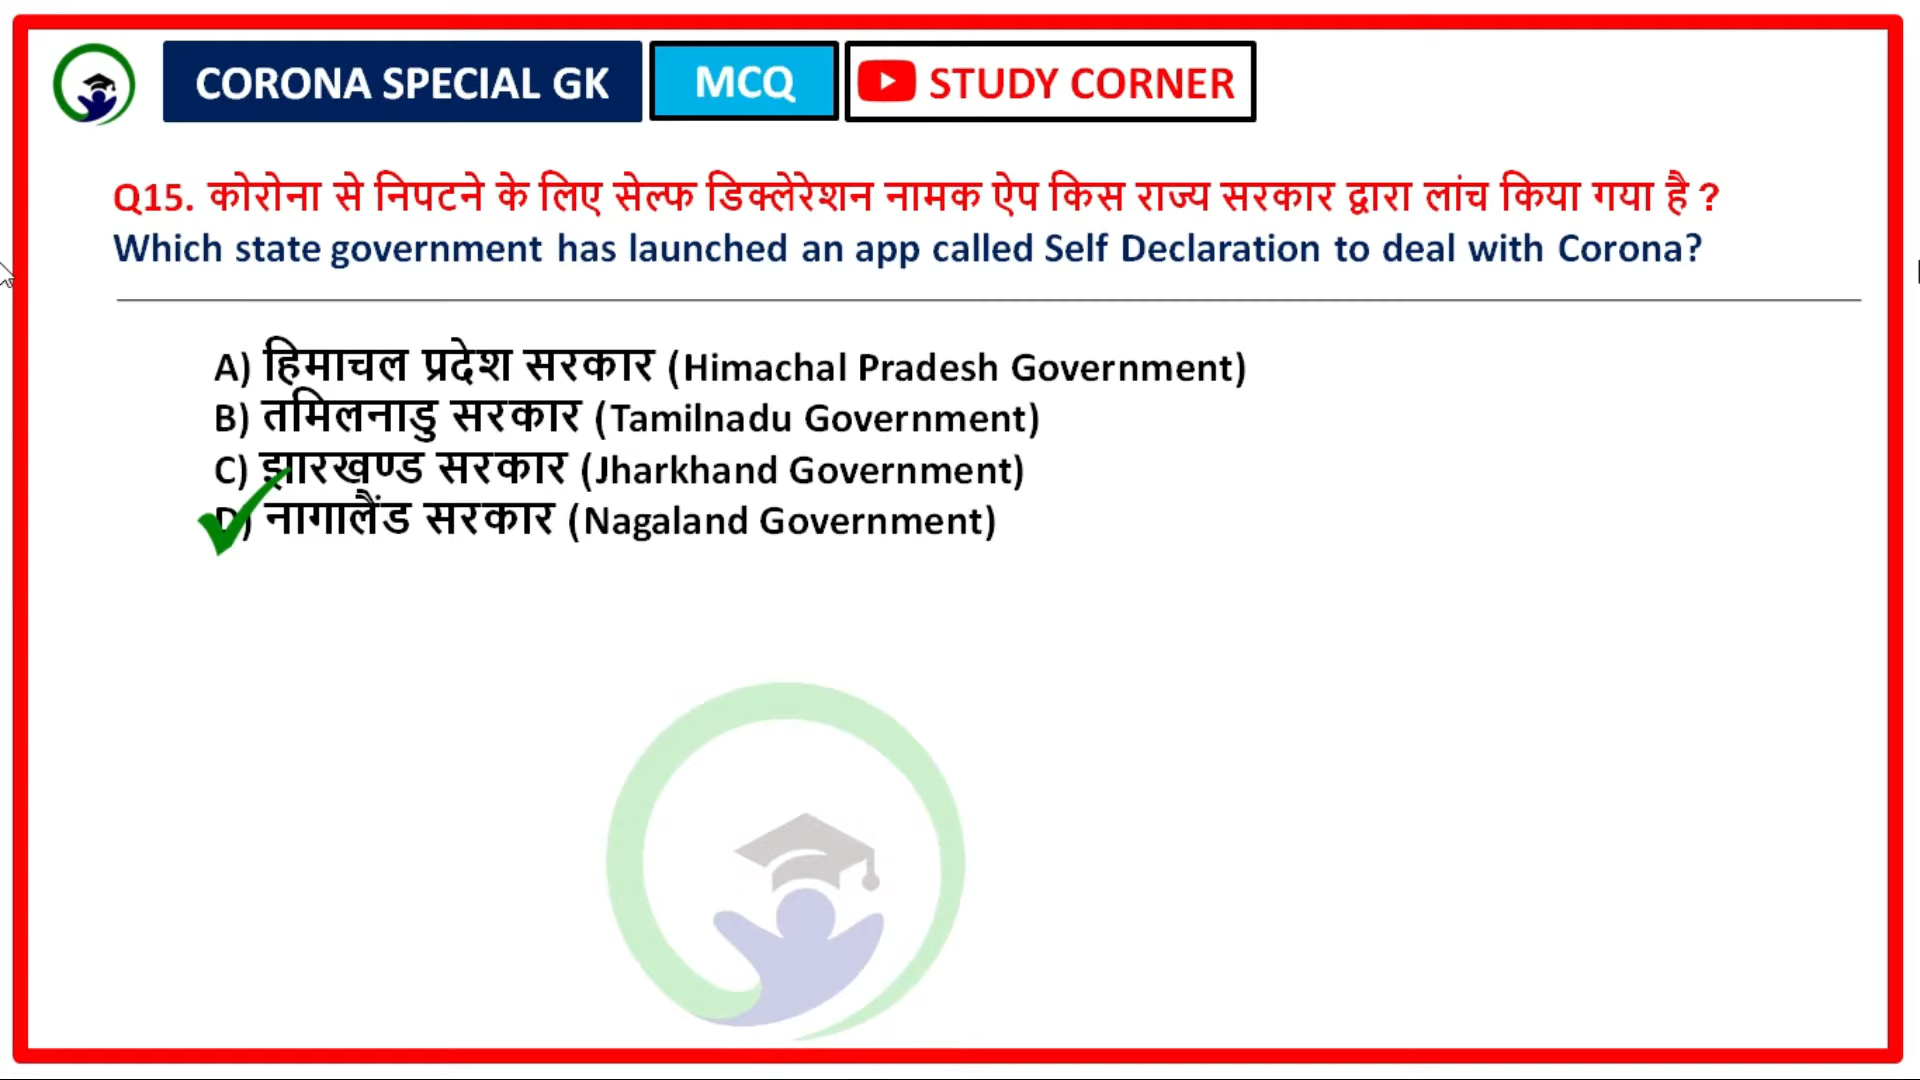 CORONA SPECIAL GK MCQ STUDY CORNER
Q15. कोरोना से निपटने के लिए सेल्फ डिक्लेरेशन नामक ऐप किस राज्य सरकार द्वारा लांच किया गया है ?
Which state government has launched an app called Self Declaration to deal with Corona?
A) हिमाचल प्रदेश सरकार (Himachal Pradesh Government)
B) तमिलनाडु सरकार (Tamilnadu Government)
C) झारखण्ड सरकार (Jharkhand Government)
D) नागालैंड सरकार (Nagaland Government)